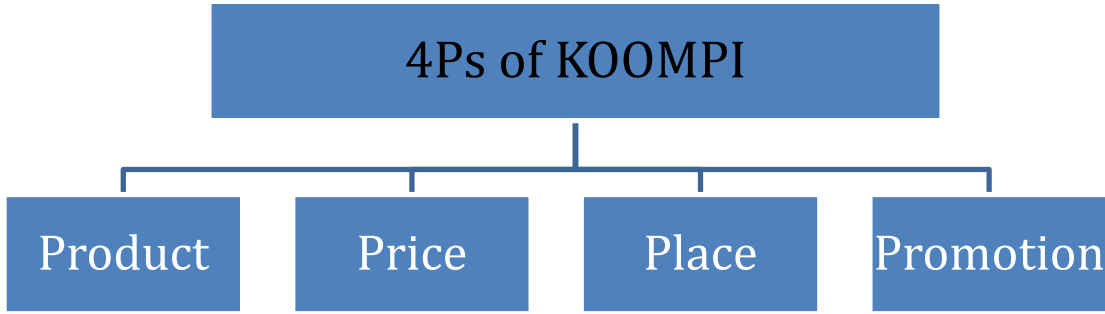 4Ps of KOOMPI
Product
Price
Place
Promotion